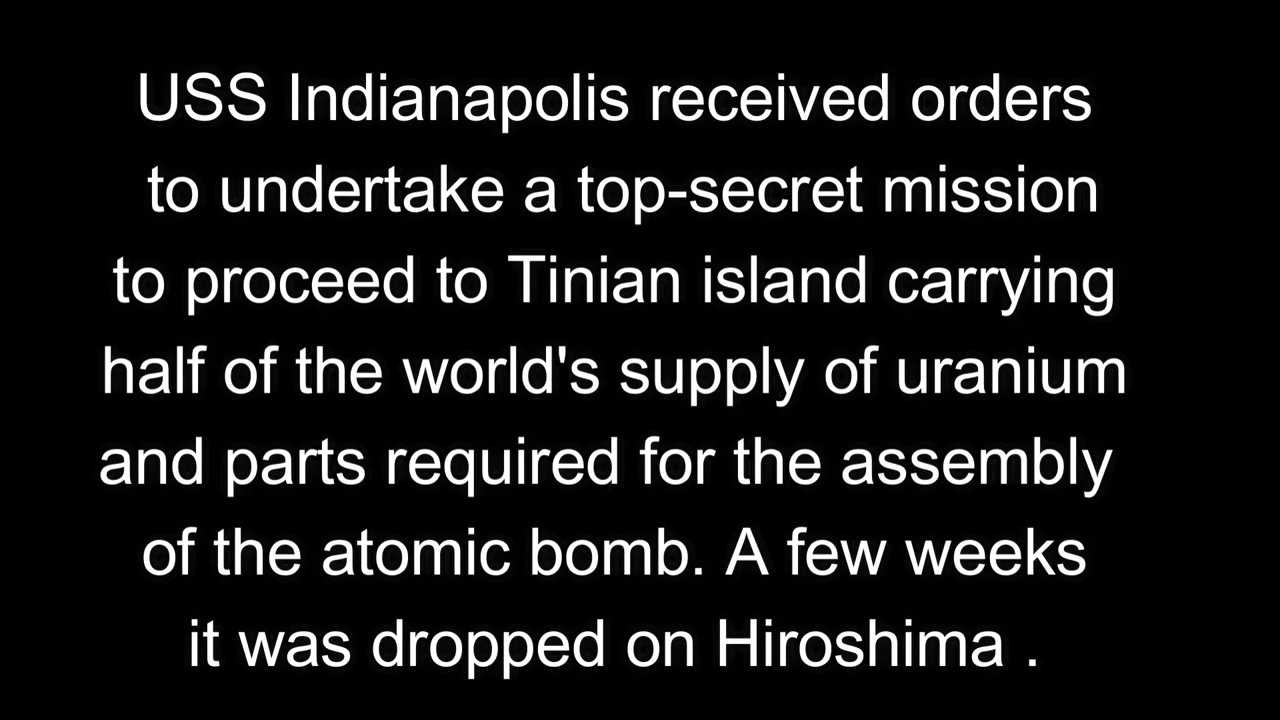 USS Indianapolis received orders
to undertake a top-secret mission
to proceed to Tinian island carrying
half of the world's supply of uranium
and parts required for the assembly
of the atomic bomb. A few weeks
it was dropped on Hiroshima .